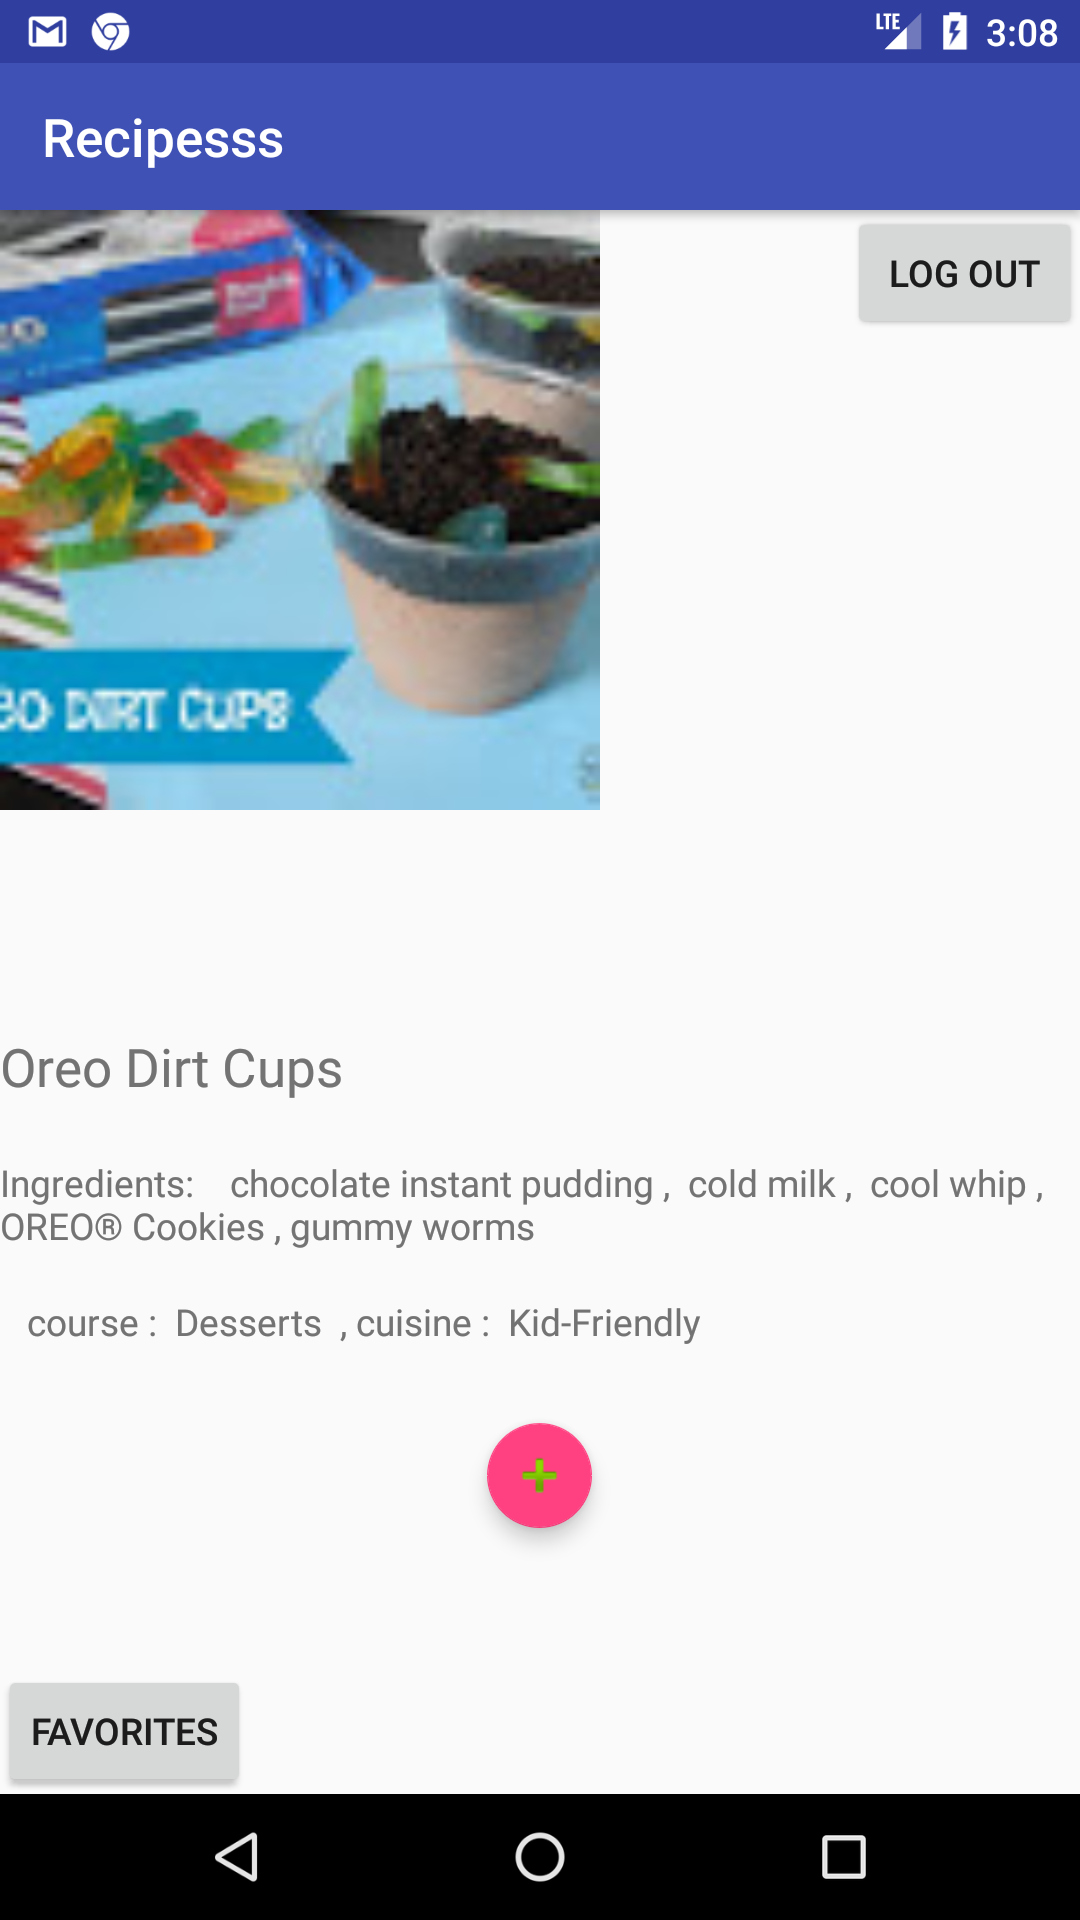 LTE 3:08
Recipesss
LOG OUT
EO DIRT CUPS
Oreo Dirt Cups
Ingredients: chocolate instant pudding , cold milk , cool whip ,
OREO® Cookies , gummy worms
course : Desserts , cuisine : Kid-Friendly
FAVORITES